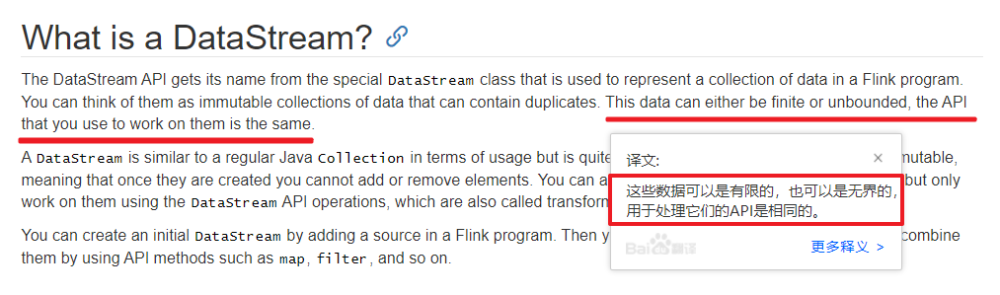 What is a DataStream?
The DataStream API gets its name from the special DataStream class that is used to represent a collection of data in a Flink program.
You can think of them as immutable collections of data that can contain duplicates. This data can either be finite or unbounded, the API
that you use to work on them is the same.
A DataStream is similar to a regular Java Collection in terms of usage but is quite mutable,
meaning that once they are created you cannot add or remove elements. You can a but only
work on them using the DataStream API operations, which are also called transfor
You can create an initial DataStream by adding a source in a Flink program. Then y combine
them by using API methods such as map, filter, and so on.
译文:
这些数据可以是有限的，也可以是无界的，
用于处理它们的API是相同的。
Bai 翻译
更多释义 >